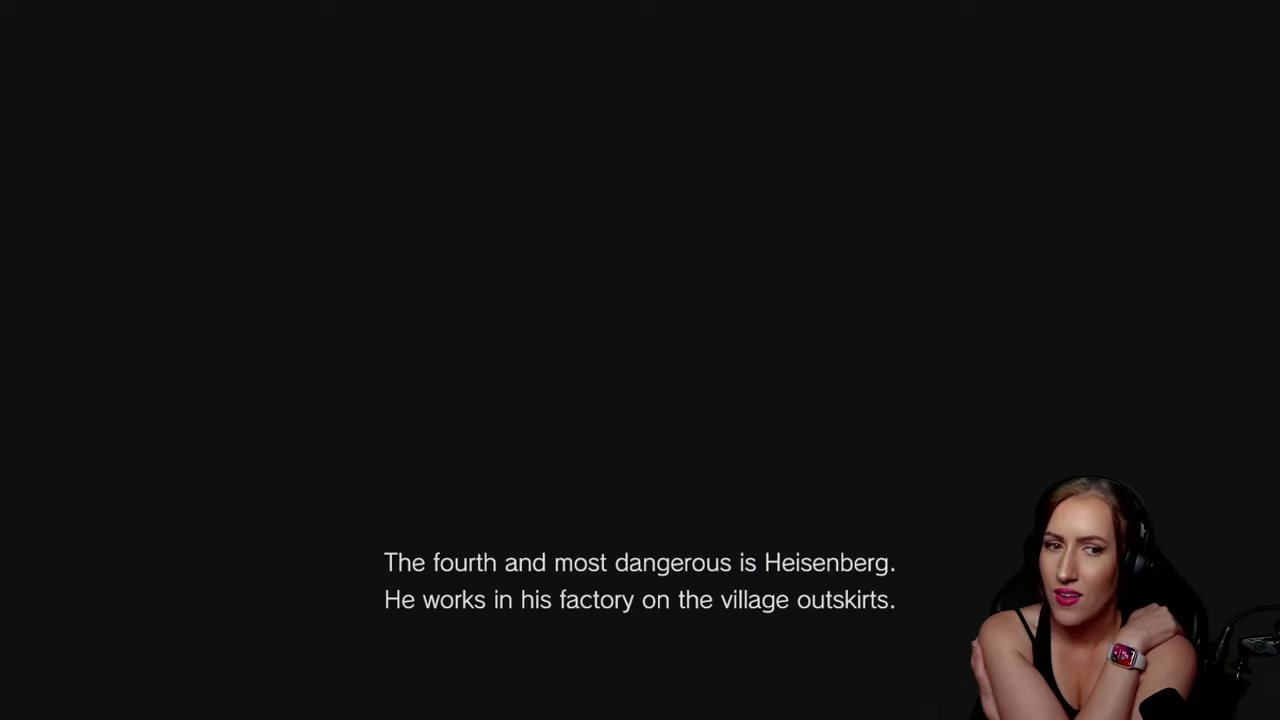 The fourth and most dangerous is Heisenberg.
He works in his factory on the village outskirts.